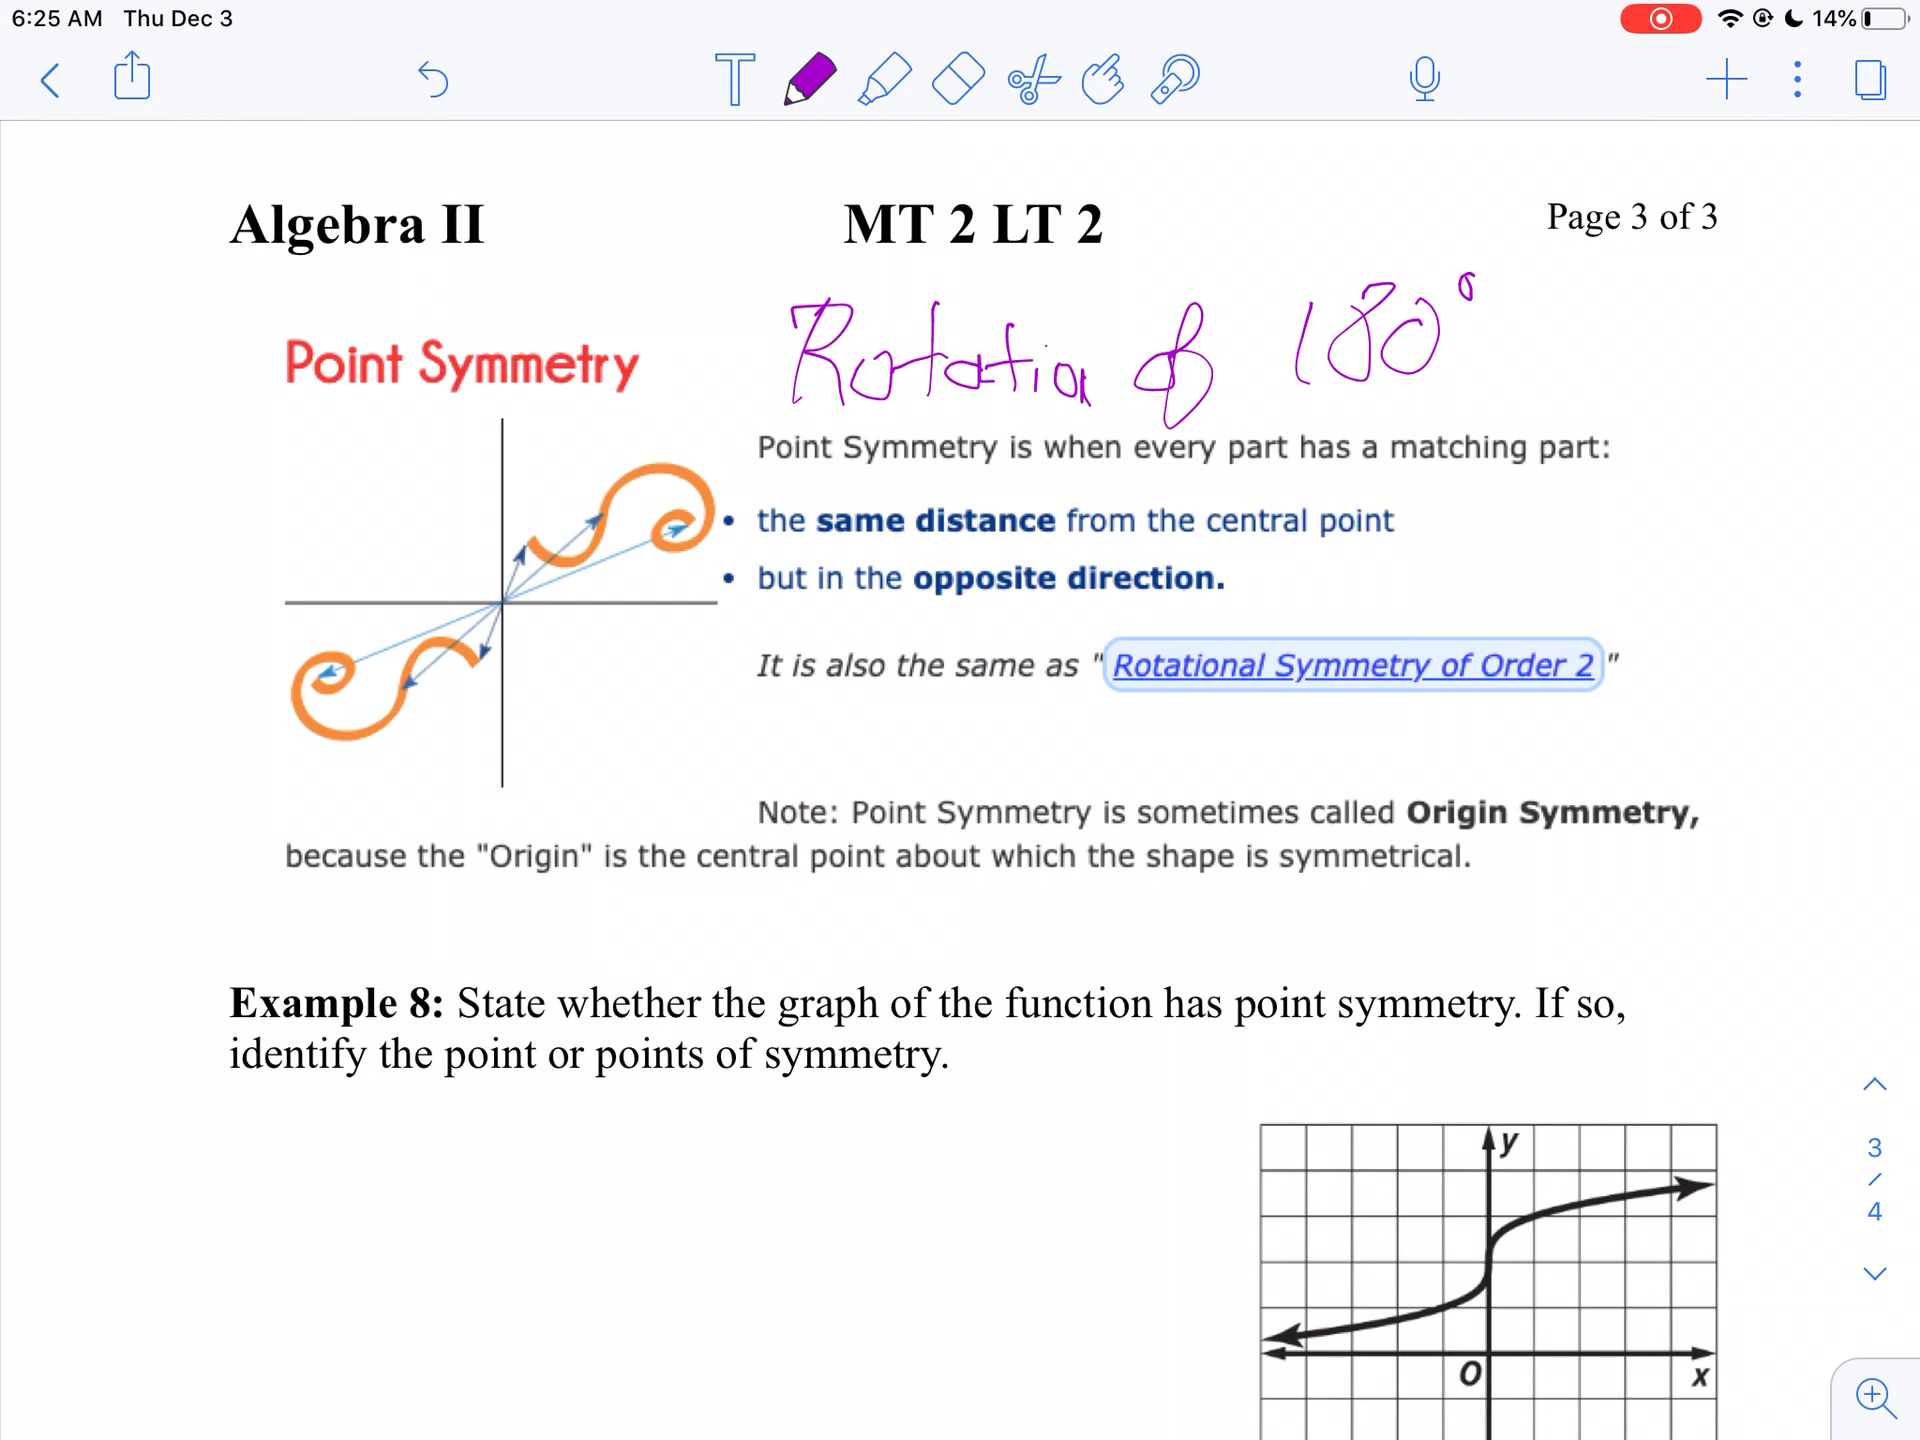 6:25 AM Thu Dec 3
14%
T
Algebra II MT 2 LT 2 Page 3 of 3
Rotation of 180°
Point Symmetry
Point Symmetry is when every part has a matching part:
• the same distance from the central point
• but in the opposite direction.
It is also the same as "Rotational Symmetry of Order 2"
Note: Point Symmetry is sometimes called Origin Symmetry,
because the "Origin" is the central point about which the shape is symmetrical.
Example 8: State whether the graph of the function has point symmetry. If so,
identify the point or points of symmetry.
y
O
x
3
/
4